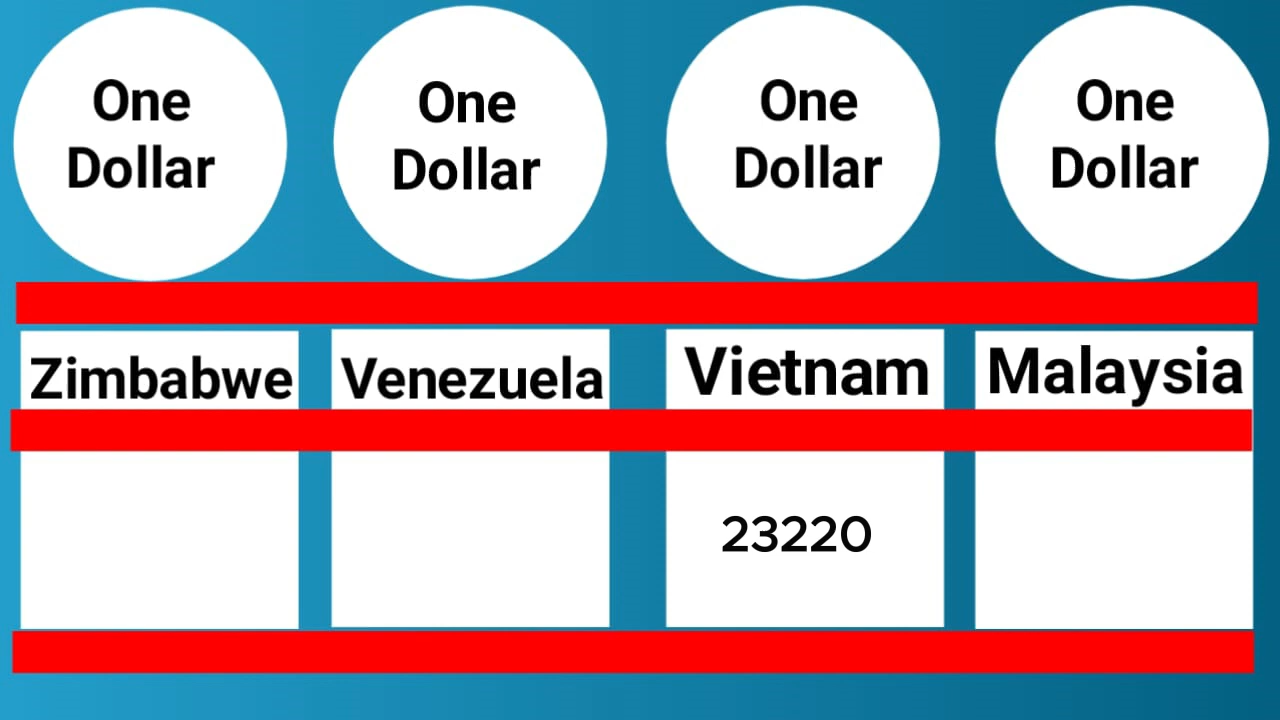 One
Dollar
One
Dollar
One
Dollar
One
Dollar
Zimbabwe
Venezuela
Vietnam
Malaysia
23220